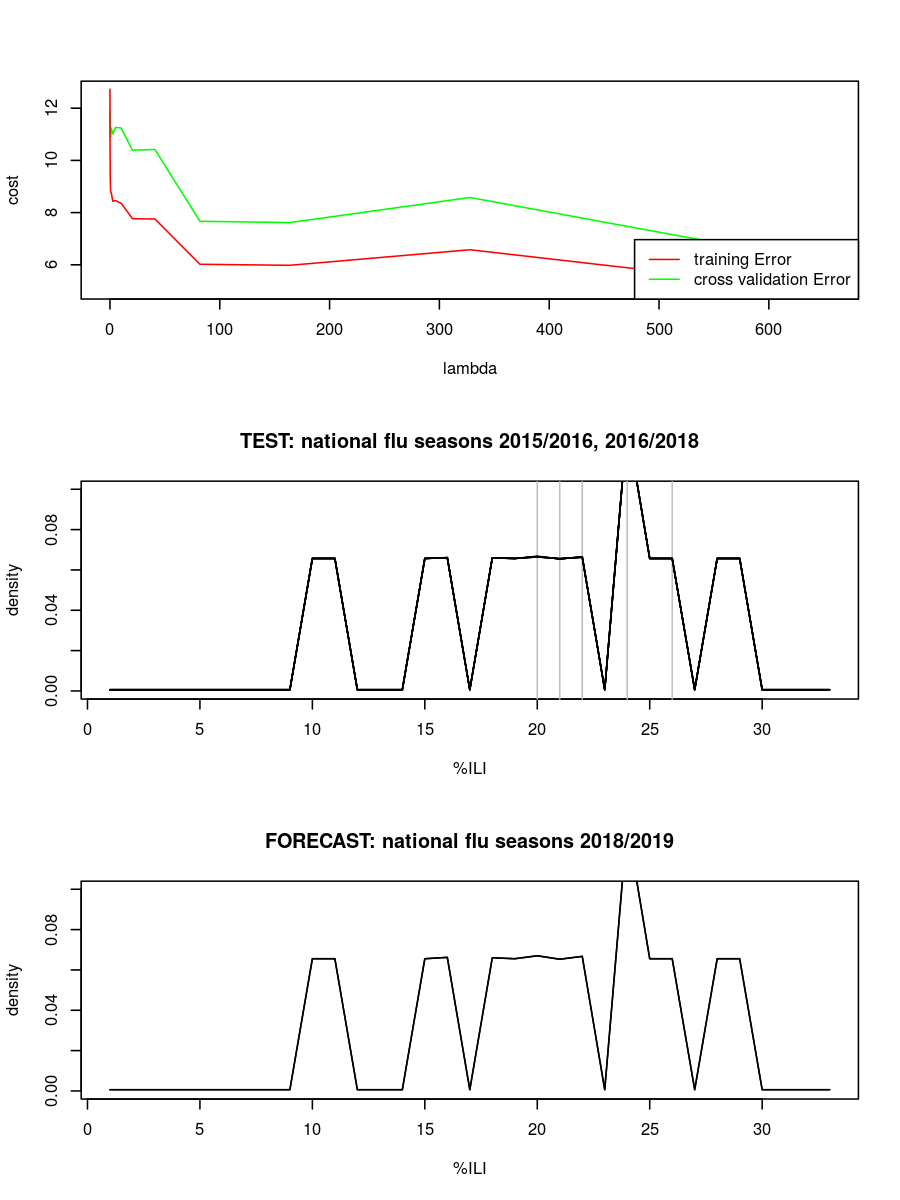 12
10
8
6
cost
training Error
cross validation Error
0 100 200 300 400 500 600
lambda
TEST: national flu seasons 2015/2016, 2016/2018
0.08
0.04
0.00
density
0 5 10 15 20 25 30
%ILI
FORECAST: national flu seasons 2018/2019
0.08
0.04
0.00
density
0 5 10 15 20 25 30
%ILI